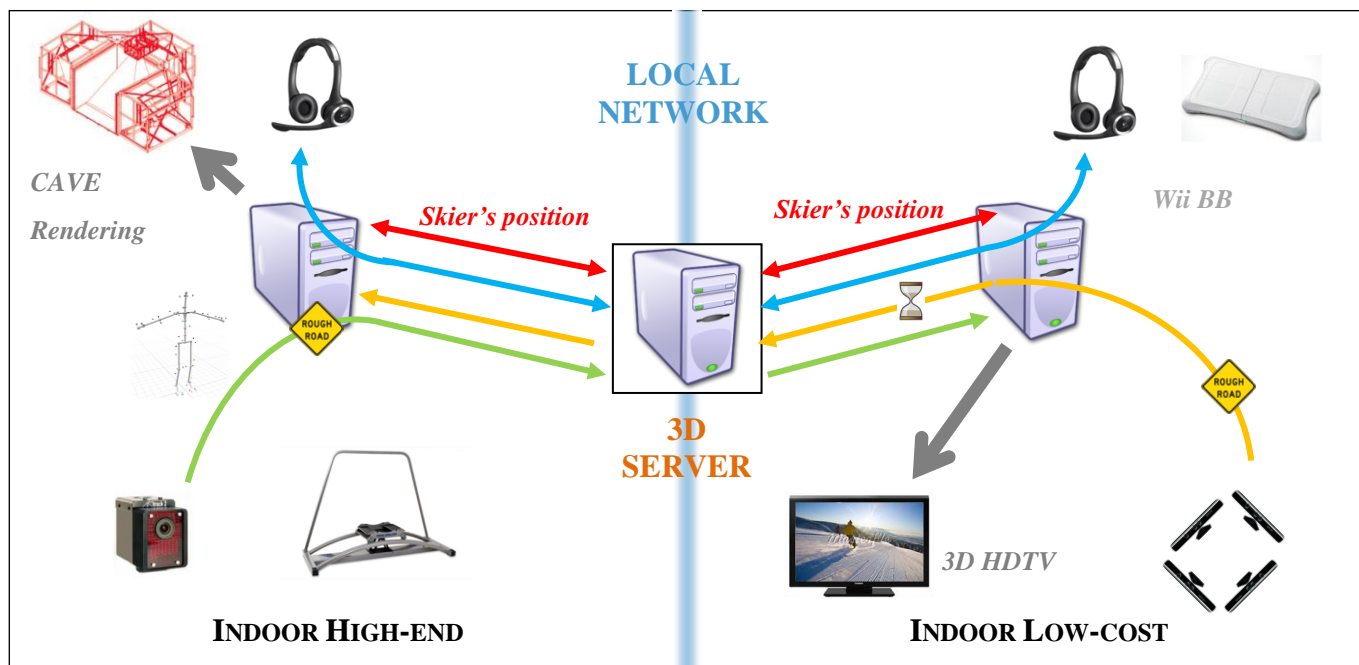 LOCAL
NETWORK
CAVE
Rendering
Skier's position
Skier's position
Wii BB
ROUGH
ROAD
ROUGH
ROAD
3D
SERVER
3D HDTV
INDOOR HIGH-END
INDOOR LOW-COST